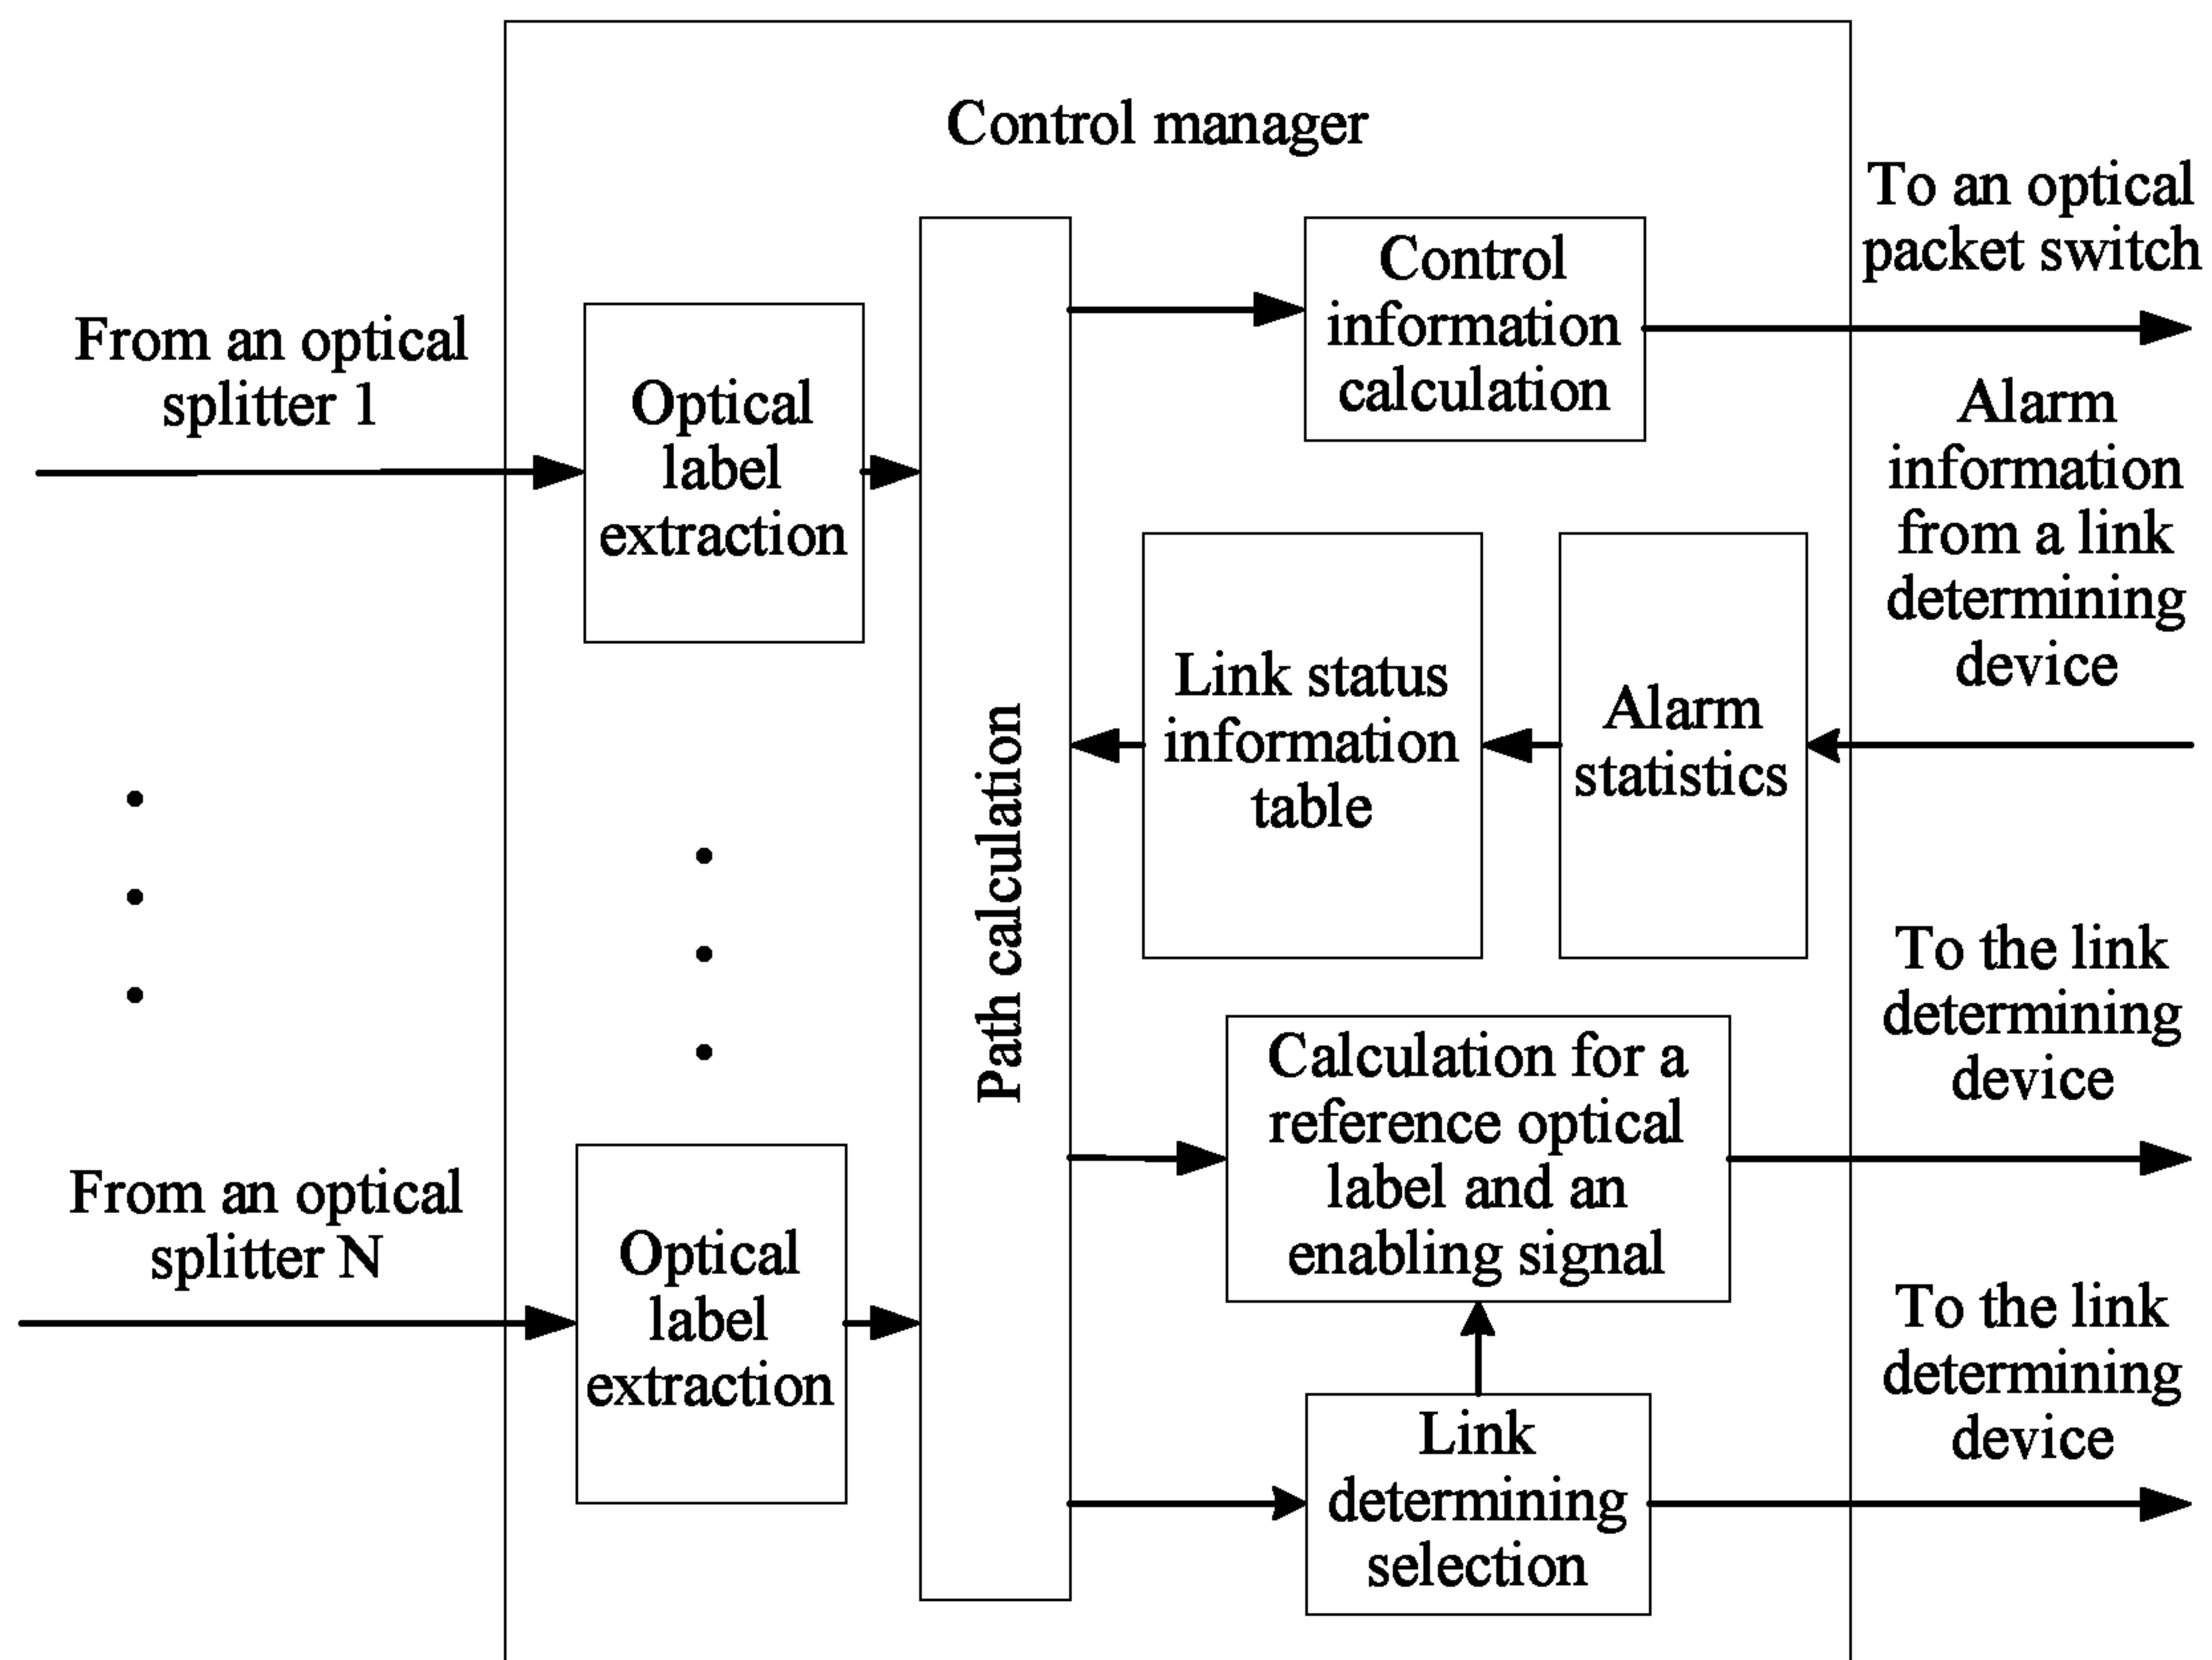 Control manager
From an optical
splitter 1
Optical
label
extraction
From an optical
splitter N
Optical
label
extraction
Path calculation
Control
information
calculation
To an optical
packet switch
Link status
information
table
Alarm
statistics
Alarm
information
from a link
determining
device
Calculation for a
reference optical
label and an
enabling signal
To the link
determining
device
Link
determining
selection
To the link
determining
device